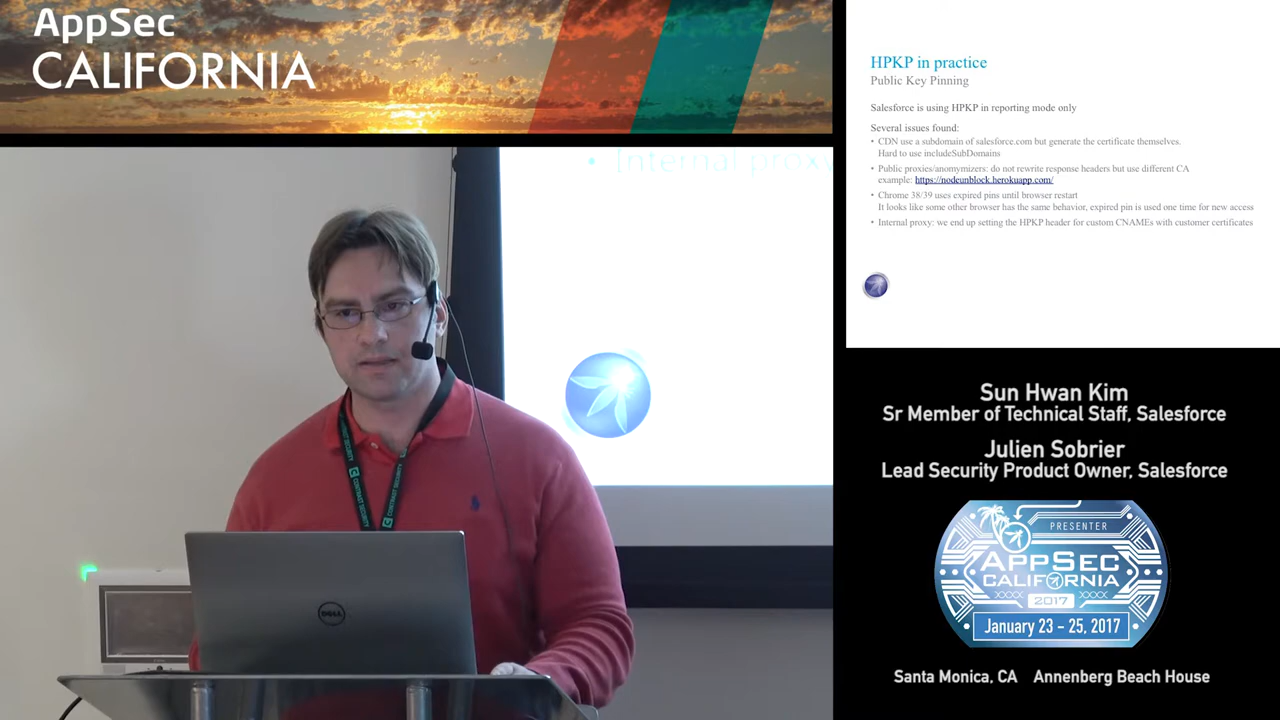 AppSec
CALIFORNIA
• Internal proxy
CONTRAST SECURITY
DELL
HPKP in practice
Public Key Pinning
Salesforce is using HPKP in reporting mode only
Several issues found:
• CDN use a subdomain of salesforce.com but generate the certificate themselves.
Hard to use includeSubDomains
• Public proxies/anomymizers: do not rewrite response headers but use different CA
example: https://nodeunblock.herokuapp.com/
• Chrome 38/39 uses expired pins until browser restart
It looks like some other browser has the same behavior, expired pin is used one time for new access
• Internal proxy: we end up setting the HPKP header for custom CNAMEs with customer certificates
Sun Hwan Kim
Sr Member of Technical Staff, Salesforce
Julien Sobrier
Lead Security Product Owner, Salesforce
PRESENTER
APPSEC
CALIFORNIA
2017
January 23 - 25, 2017
Santa Monica, CA Annenberg Beach House